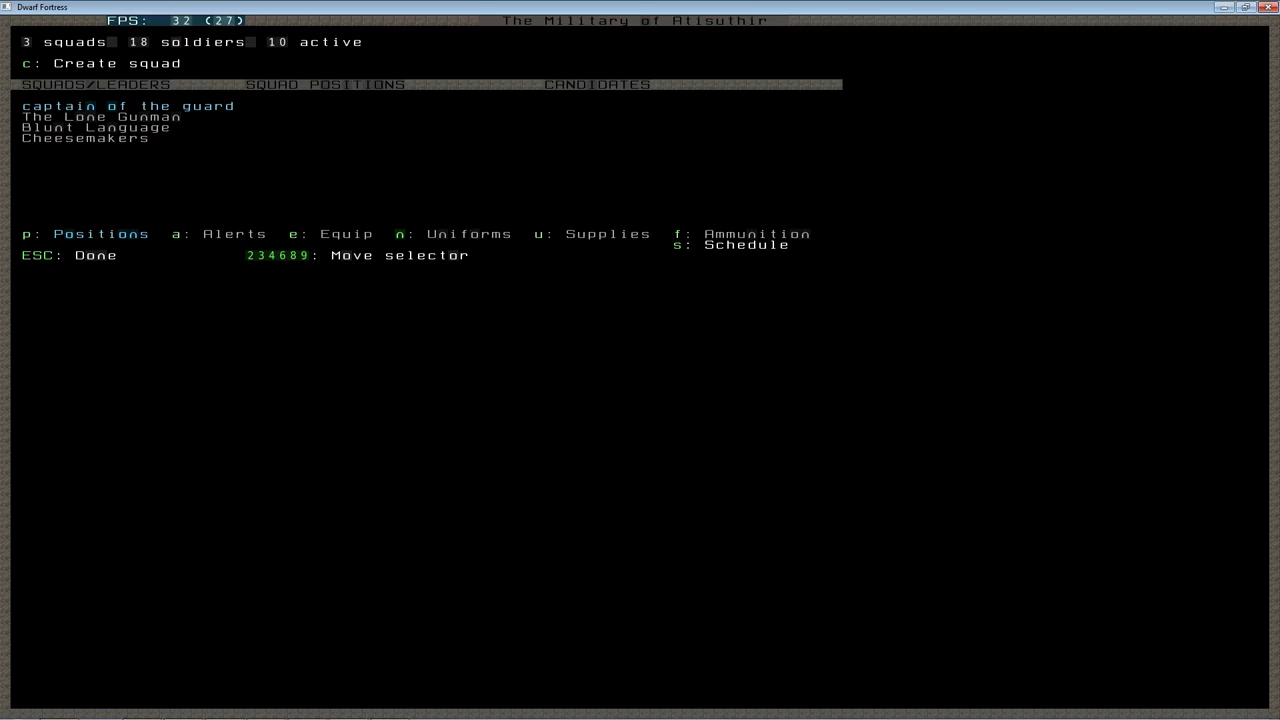 Dwarf Fortress
FPS: 32 (27) The Military of Atisuthir
3 squads 18 soldiers 10 active
c: Create squad
SQUADS/LEADERS SQUAD POSITIONS CANDIDATES
captain of the guard
The Lone Gunman
Blunt Language
Cheesemakers
p: Positions a: Alerts e: Equip n: Uniforms u: Supplies f: Ammunition
s: Schedule
ESC: Done 234689: Move selector